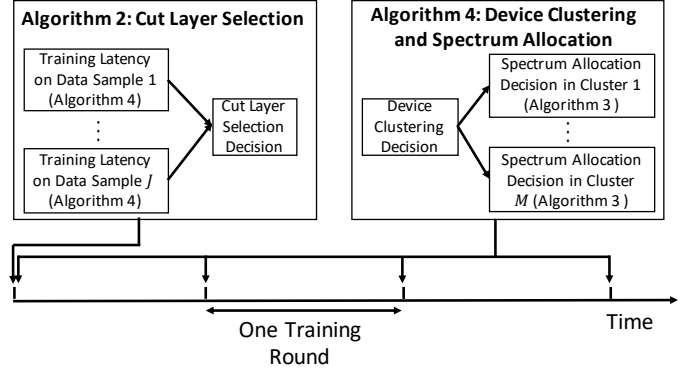 Algorithm 2: Cut Layer Selection
Training Latency
on Data Sample 1
(Algorithm 4)
⋮
Training Latency
on Data Sample J
(Algorithm 4)
Cut Layer
Selection
Decision
Algorithm 4: Device Clustering
and Spectrum Allocation
Device
Clustering
Decision
Spectrum Allocation
Decision in Cluster 1
(Algorithm 3 )
⋮
Spectrum Allocation
Decision in Cluster
M (Algorithm 3 )
One Training
Round
Time